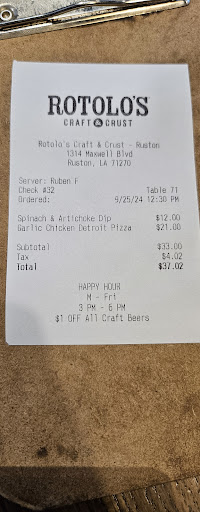 ROTOLO'S
CRAFT & CRUST
Rotolo's Craft & Crust - Ruston
1314 Maxwell Blvd
Ruston, LA 71270
Server: Ruben F
Check #32 Table 71
Ordered: 9/25/24 12:30 PM
Spinach & Artichoke Dip $12.00
Garlic Chicken Detroit Pizza $21.00
Subtotal $33.00
Tax $4.02
Total $37.02
HAPPY HOUR
M - Fri
3 PM - 6 PM
$1 OFF All Craft Beers